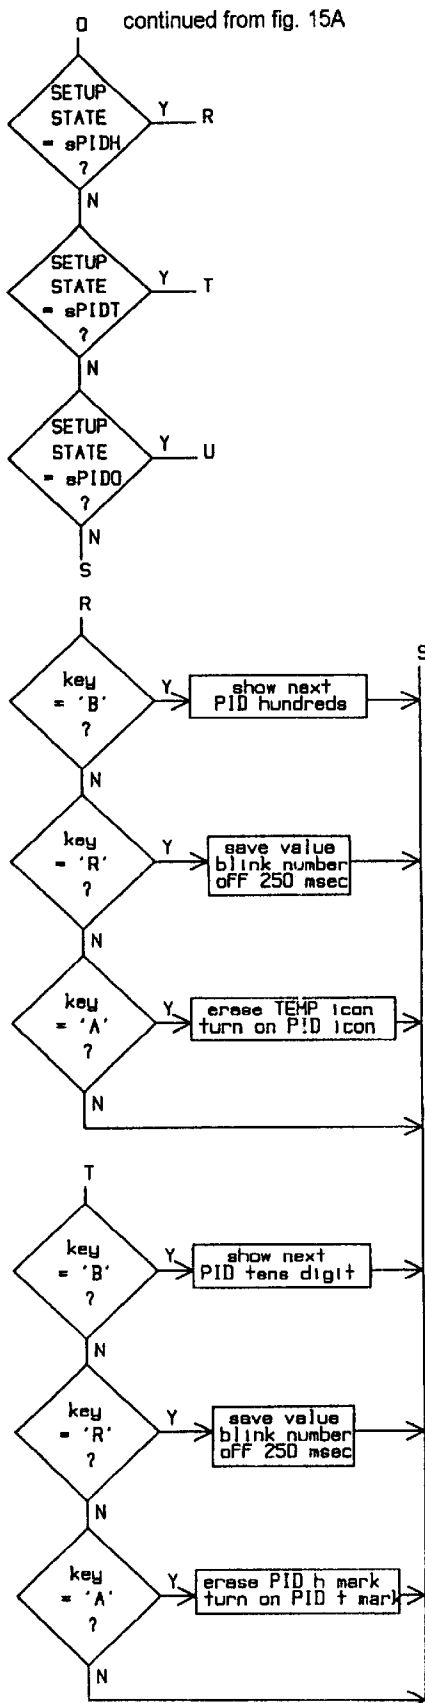 Q continued from fig. 15A
SETUP
STATE
= sPIDH
?
Y R
N
SETUP
STATE
= sPIDT
?
Y T
N
SETUP
STATE
= sPIDO
?
Y U
N
S
R
S
key
= 'B'
?
Y
show next
PID hundreds
N
key
= 'R'
?
Y
save value
blink number
off 250 msec
N
key
= 'A'
?
Y
erase TEMP icon
turn on PID icon
N
T
key
= 'B'
?
Y
show next
PID tens digit
N
key
= 'R'
?
Y
save value
blink number
off 250 msec
N
key
= 'A'
?
Y
erase PID h mark
turn on PID t mark
N